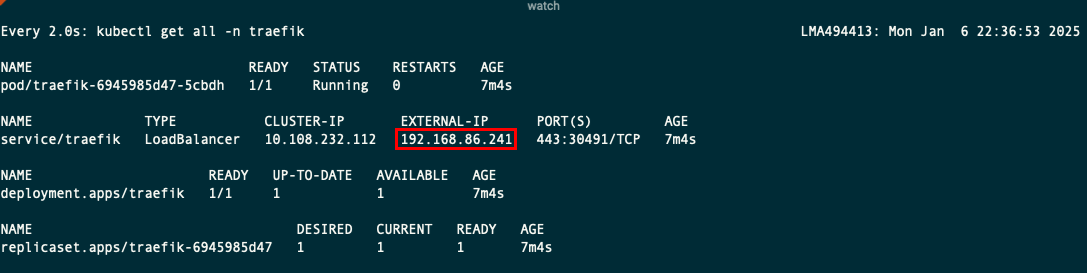 watch
Every 2.0s: kubectl get all -n traefik LMA494413: Mon Jan  6 22:36:53 2025
NAME READY STATUS RESTARTS AGE
pod/traefik-6945985d47-5cbdh 1/1 Running 0 7m4s
NAME TYPE CLUSTER-IP EXTERNAL-IP PORT(S) AGE
service/traefik LoadBalancer 10.108.232.112 192.168.86.241 443:30491/TCP 7m4s
NAME READY UP-TO-DATE AVAILABLE AGE
deployment.apps/traefik 1/1 1 1 7m4s
NAME DESIRED CURRENT READY AGE
replicaset.apps/traefik-6945985d47 1 1 1 7m4s